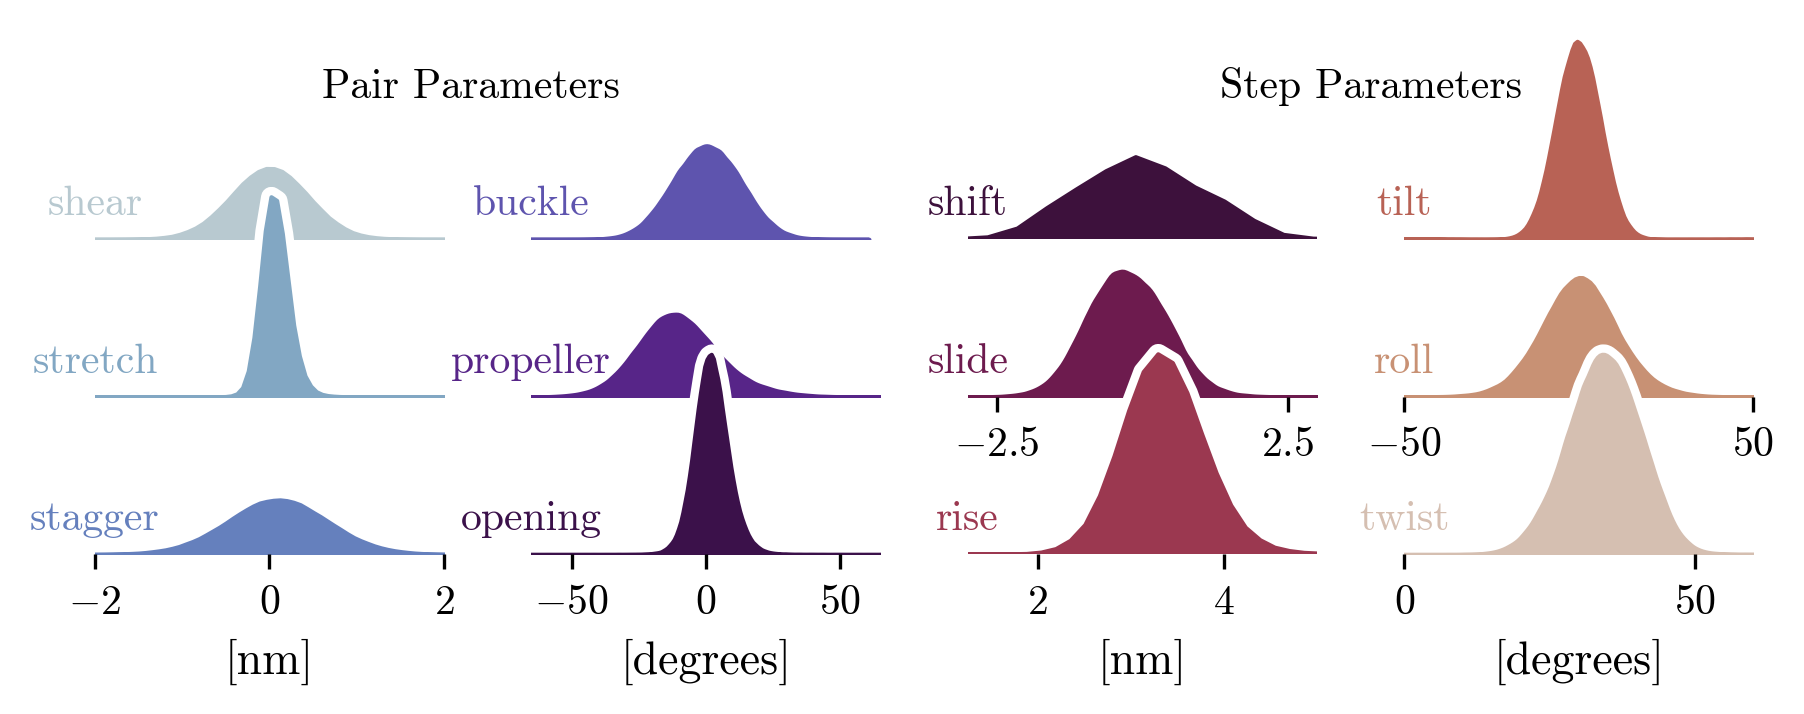 Pair Parameters
Step Parameters
shear
buckle
shift
tilt
stretch
propeller
slide
roll
−2.5 2.5
−50 50
stagger
opening
rise
twist
−2 0 2
−50 0 50
2 4
0 50
[nm]
[degrees]
[nm]
[degrees]